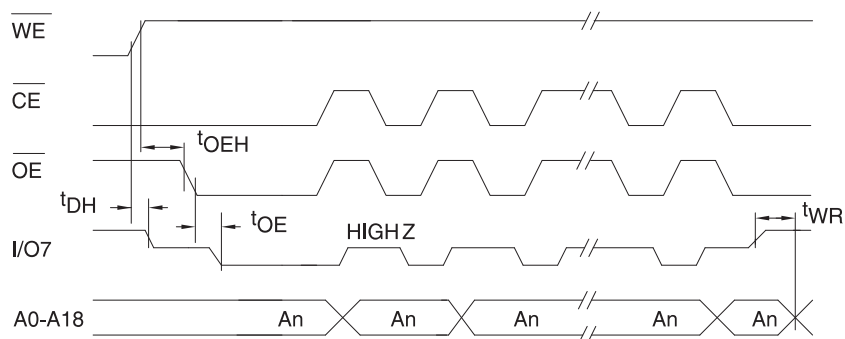 WE
CE
tOEH
OE
tDH
tOE
HIGH Z
tWR
I/O7
A0-A18 An An An An An